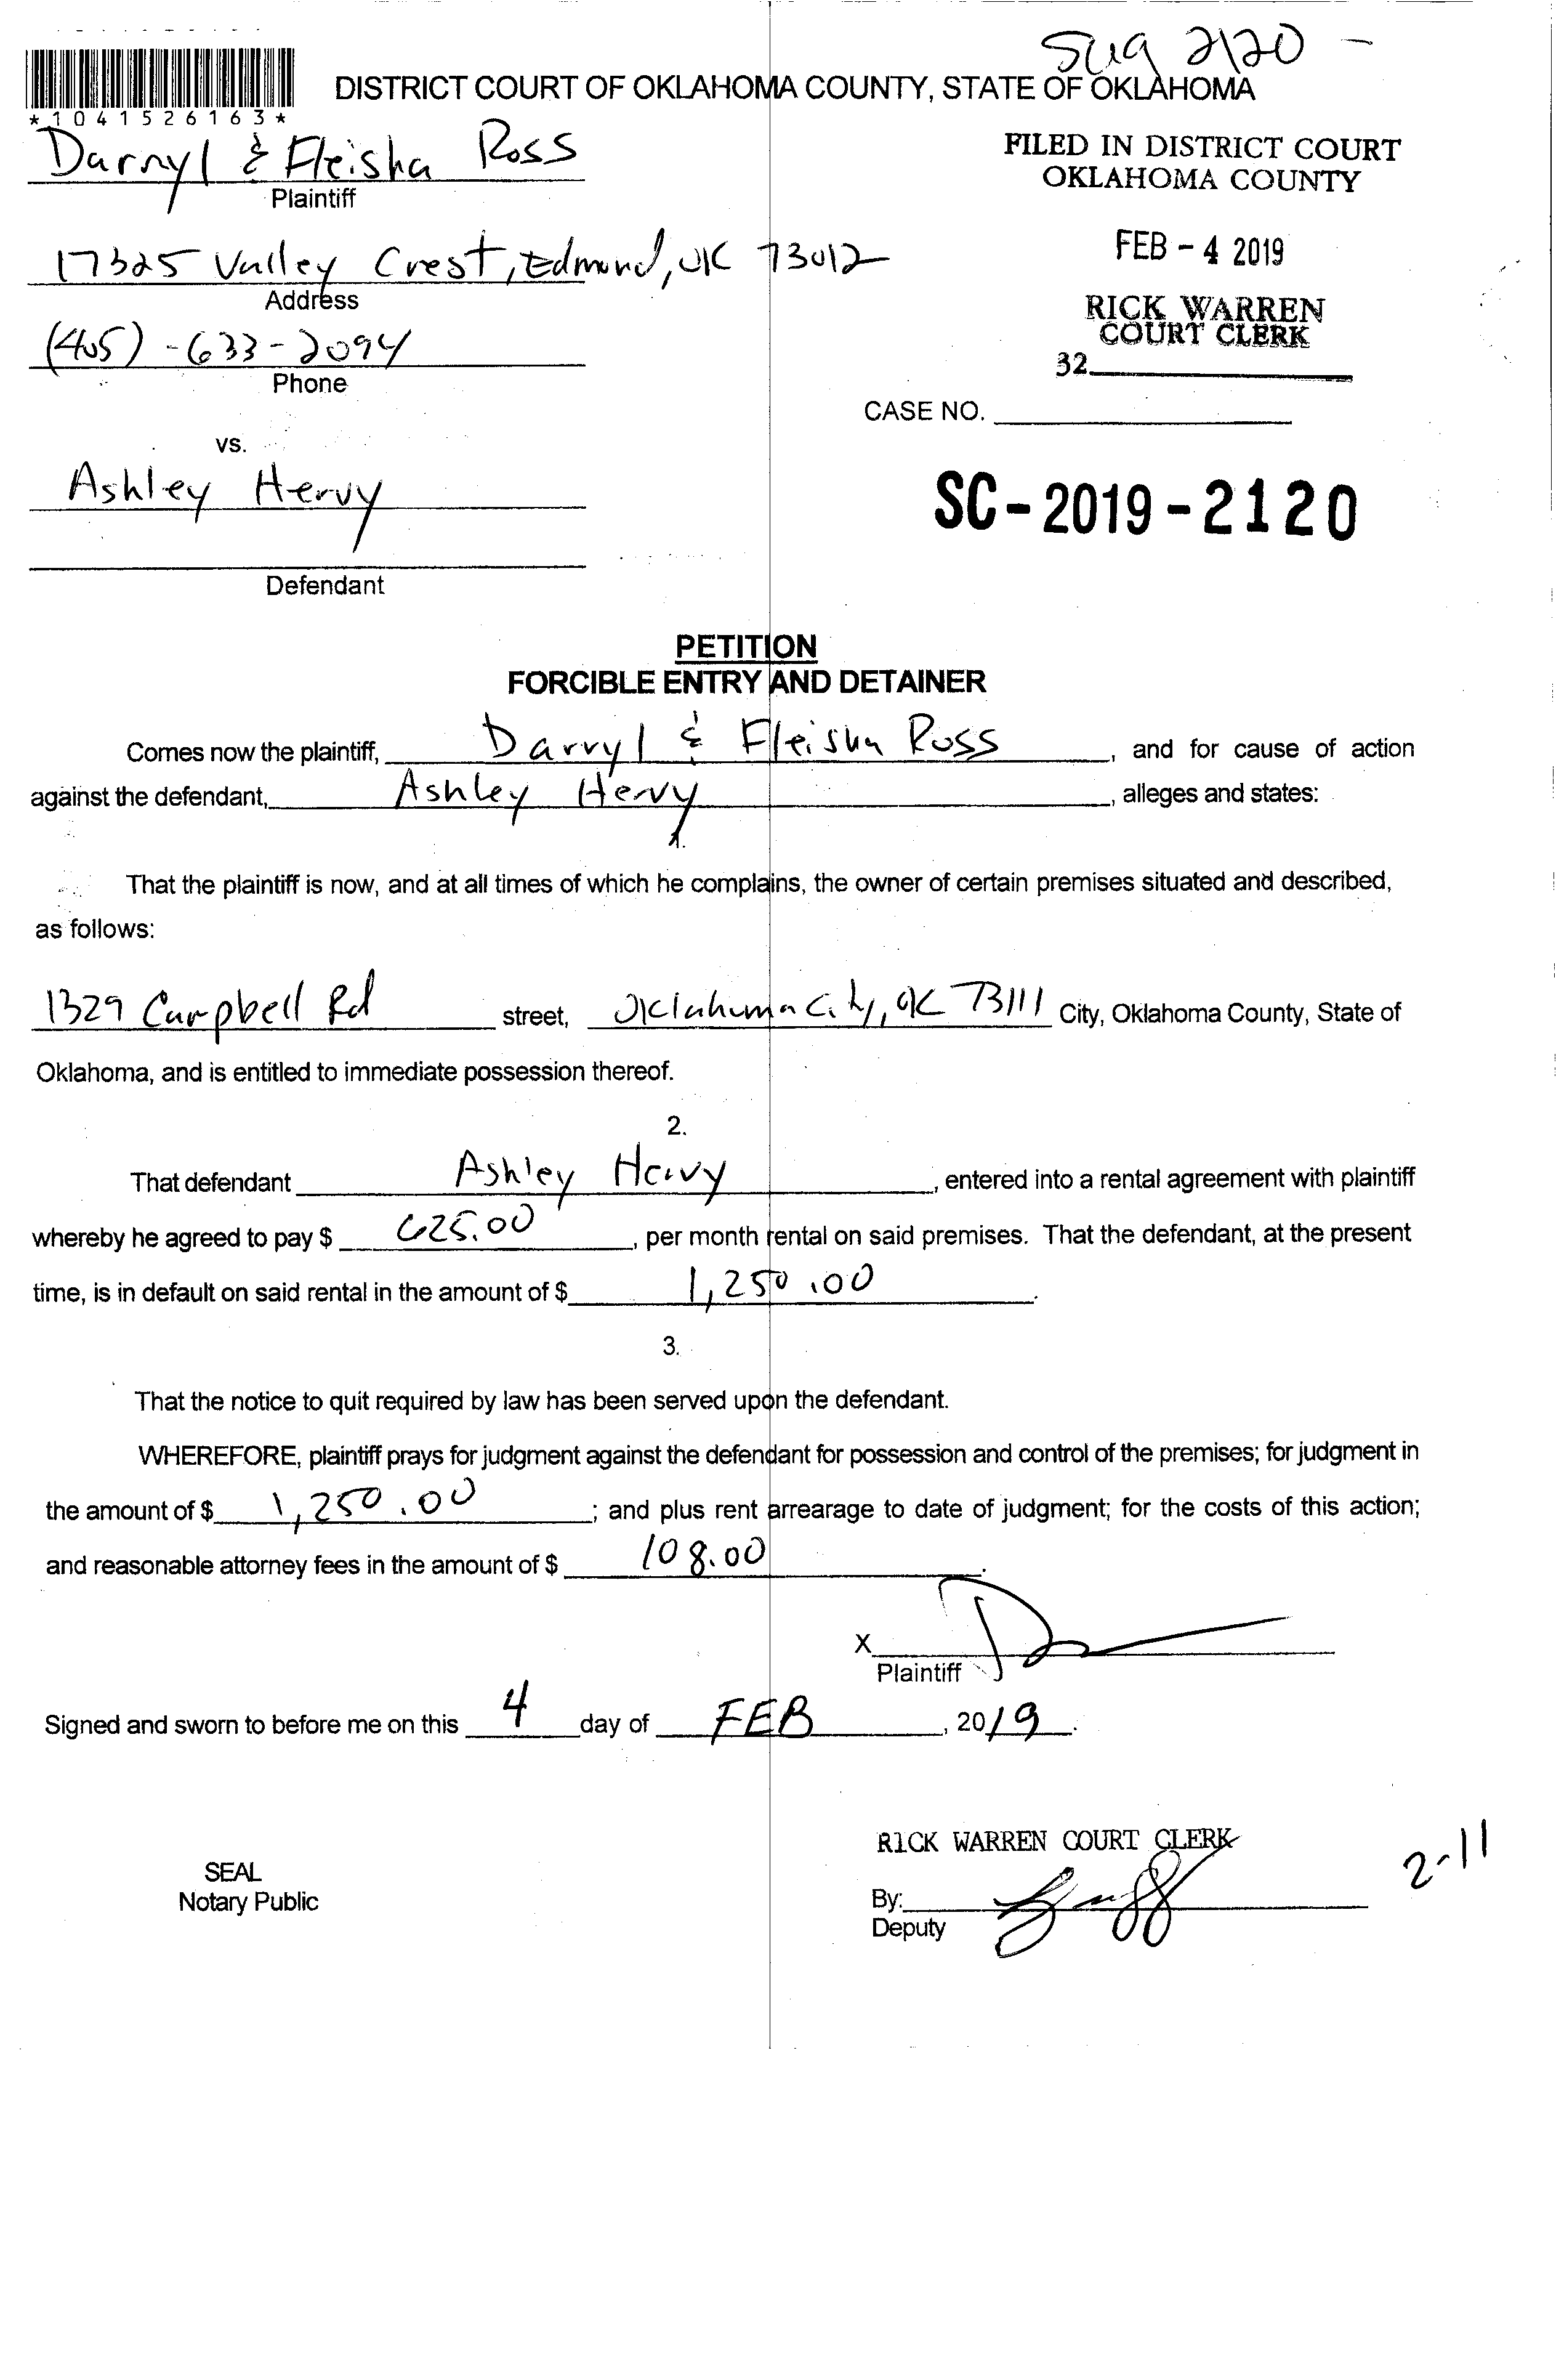 DISTRICT COURT OF OKLAHOMA COUNTY, STATE OF OKLAHOMA
*1041526163*
Darryl & Fleisha Ross
Plaintiff
FILED IN DISTRICT COURT
OKLAHOMA COUNTY
17325 Valley Crest, Edmond, OK 73012
Address
FEB - 4 2019
(405) - 633 - 2094
Phone
RICK WARREN
COURT CLERK
32
CASE NO.
vs.
Ashley Hervy
SC - 2019 - 2120
Defendant
PETITION
FORCIBLE ENTRY AND DETAINER
Comes now the plaintiff, Darryl & Fleisha Ross, and for cause of action
against the defendant, Ashley Hervy, alleges and states:
1.
That the plaintiff is now, and at all times of which he complains, the owner of certain premises situated and described,
as follows:
1329 Campbell Rd street, Oklahoma City, OK 73111 City, Oklahoma County, State of
Oklahoma, and is entitled to immediate possession thereof.
2.
That defendant Ashley Hervy, entered into a rental agreement with plaintiff
whereby he agreed to pay $ 625.00, per month rental on said premises. That the defendant, at the present
time, is in default on said rental in the amount of $ 1,250.00.
3.
That the notice to quit required by law has been served upon the defendant.
WHEREFORE, plaintiff prays for judgment against the defendant for possession and control of the premises; for judgment in
the amount of $ 1,250.00; and plus rent arrearage to date of judgment; for the costs of this action;
and reasonable attorney fees in the amount of $ 108.00.
X
Plaintiff
Signed and sworn to before me on this 4 day of FEB, 2019.
RICK WARREN COURT CLERK
2-11
SEAL
Notary Public
By:
Deputy